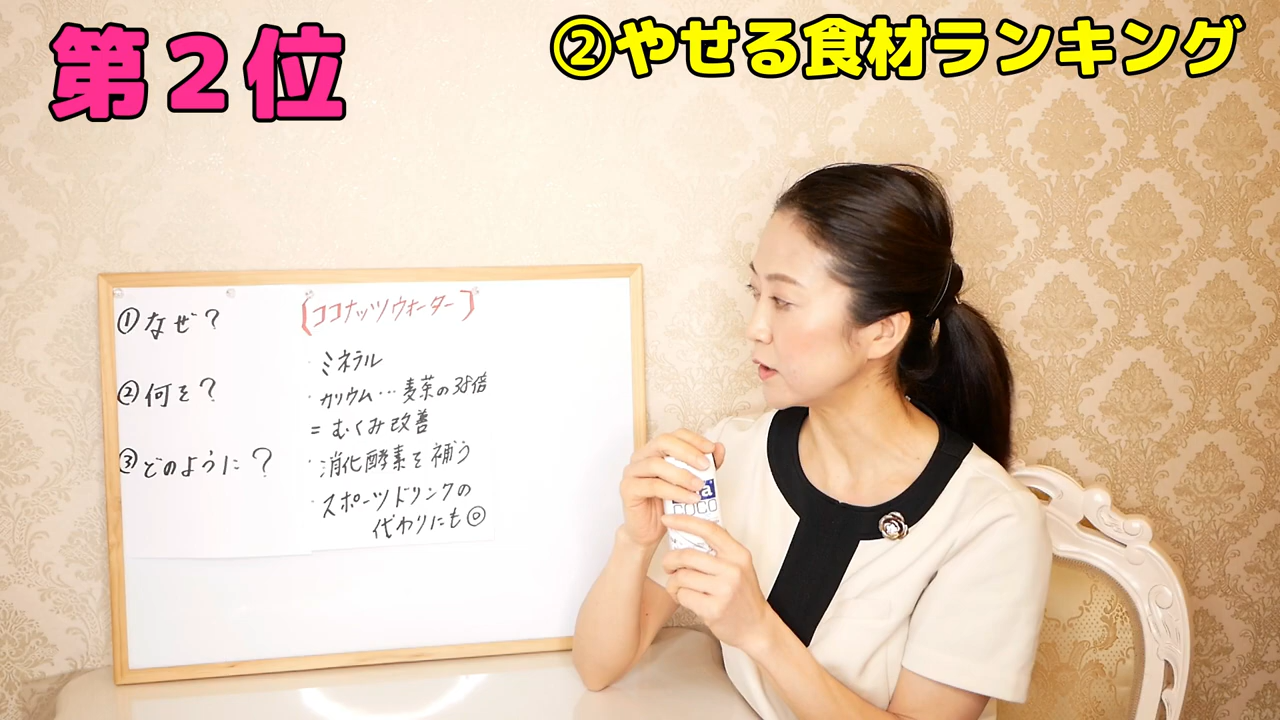 第2位
②やせる食材ランキング
①なぜ?
②何を?
③どのように?
[ココナッツウォーター]
・ミネラル
・カリウム…麦茶の38倍
=むくみ改善
・消化酵素を補う
・スポーツドリンクの
代わりにも◎
COCO